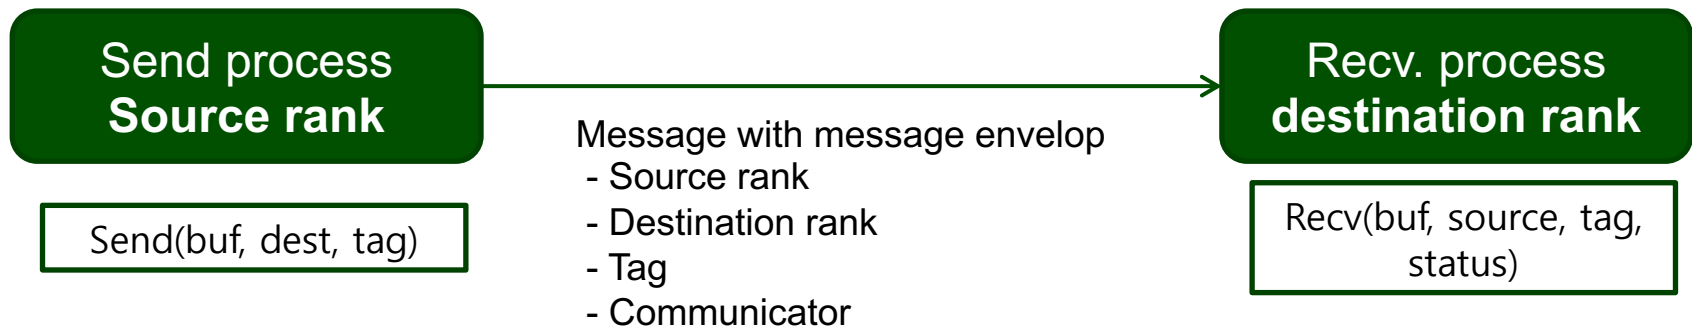 Send process
Source rank
Send(buf, dest, tag)
Message with message envelop
- Source rank
- Destination rank
- Tag
- Communicator
Recv. process
destination rank
Recv(buf, source, tag,
status)